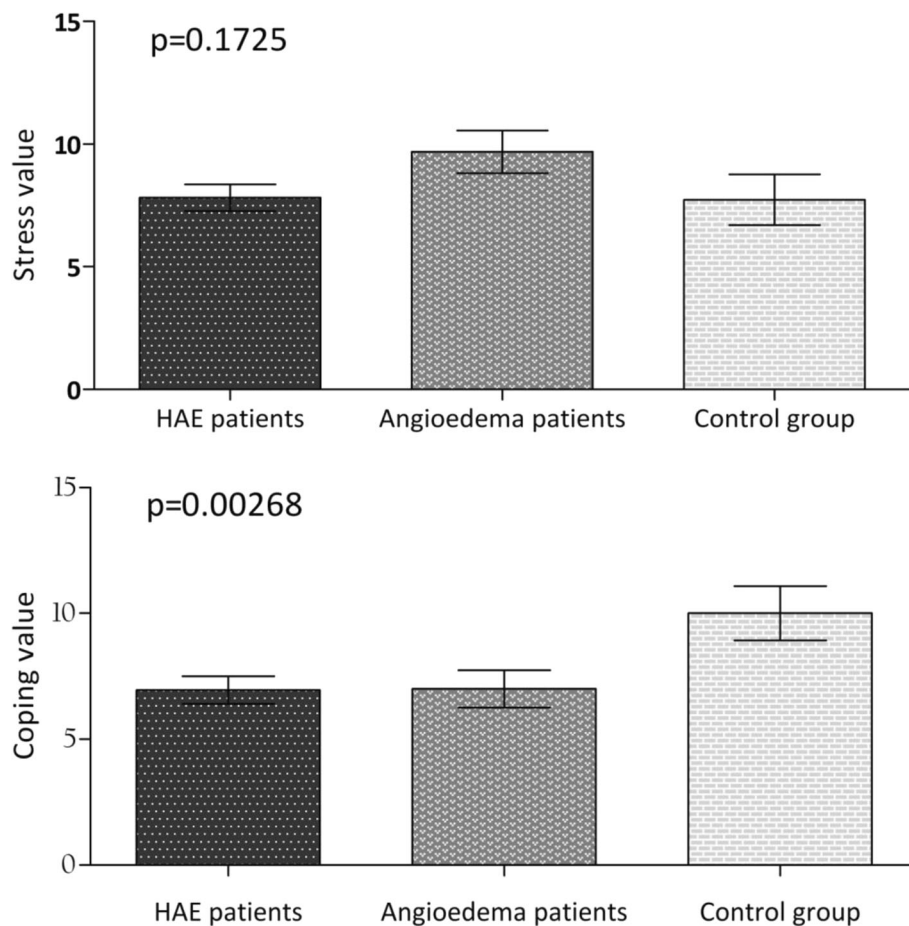 15
p=0.1725
10
Stress value
5
0
HAE patients Angioedema patients Control group
15
p=0.00268
10
Coping value
5
0
HAE patients Angioedema patients Control group